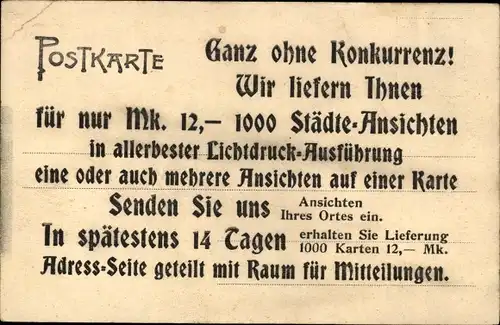 POSTKARTE
Ganz ohne Konkurrenz!
Wir liefern Ihnen
für nur Mk. 12,— 1000 Städte-Ansichten
in allerbester Lichtdruck-Ausführung
eine oder auch mehrere Ansichten auf einer Karte
Senden Sie uns Ansichten
Ihres Ortes ein.
In spätestens 14 Tagen erhalten Sie Lieferung
1000 Karten 12,— Mk.
Adress-Seite geteilt mit Raum für Mitteilungen.